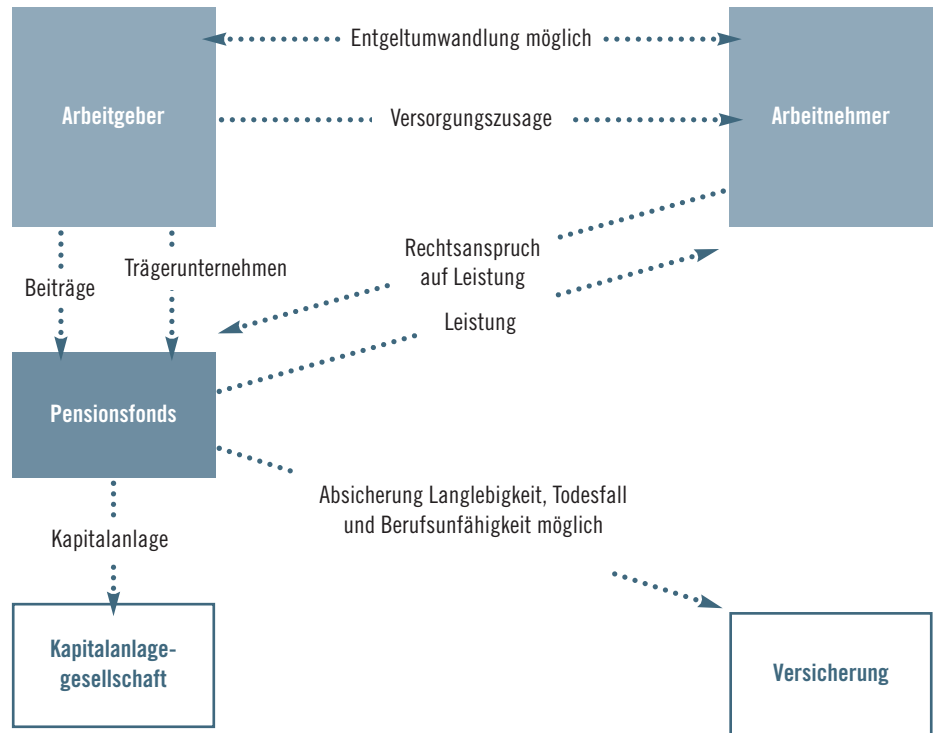 Entgeltumwandlung möglich
Arbeitgeber
Versorgungszusage
Arbeitnehmer
Rechtsanspruch
auf Leistung
Trägerunternehmen
Beiträge
Leistung
Pensionsfonds
Absicherung Langlebigkeit, Todesfall
und Berufsunfähigkeit möglich
Kapitalanlage
Kapitalanlage-
gesellschaft
Versicherung